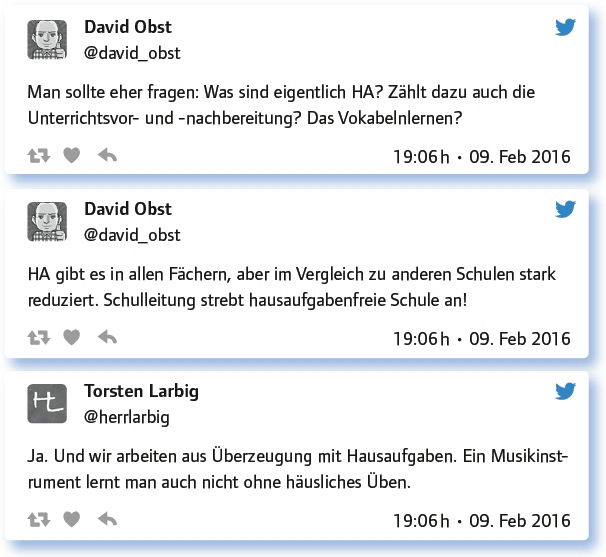 David Obst
@david_obst
Man sollte eher fragen: Was sind eigentlich HA? Zählt dazu auch die
Unterrichtsvor- und -nachbereitung? Das Vokabelnlernen?
19:06 h · 09. Feb 2016
David Obst
@david_obst
HA gibt es in allen Fächern, aber im Vergleich zu anderen Schulen stark
reduziert. Schulleitung strebt hausaufgabenfreie Schule an!
19:06 h · 09. Feb 2016
HL
Torsten Larbig
@herrlarbig
Ja. Und wir arbeiten aus Überzeugung mit Hausaufgaben. Ein Musikinst-
rument lernt man auch nicht ohne häusliches Üben.
19:06 h · 09. Feb 2016